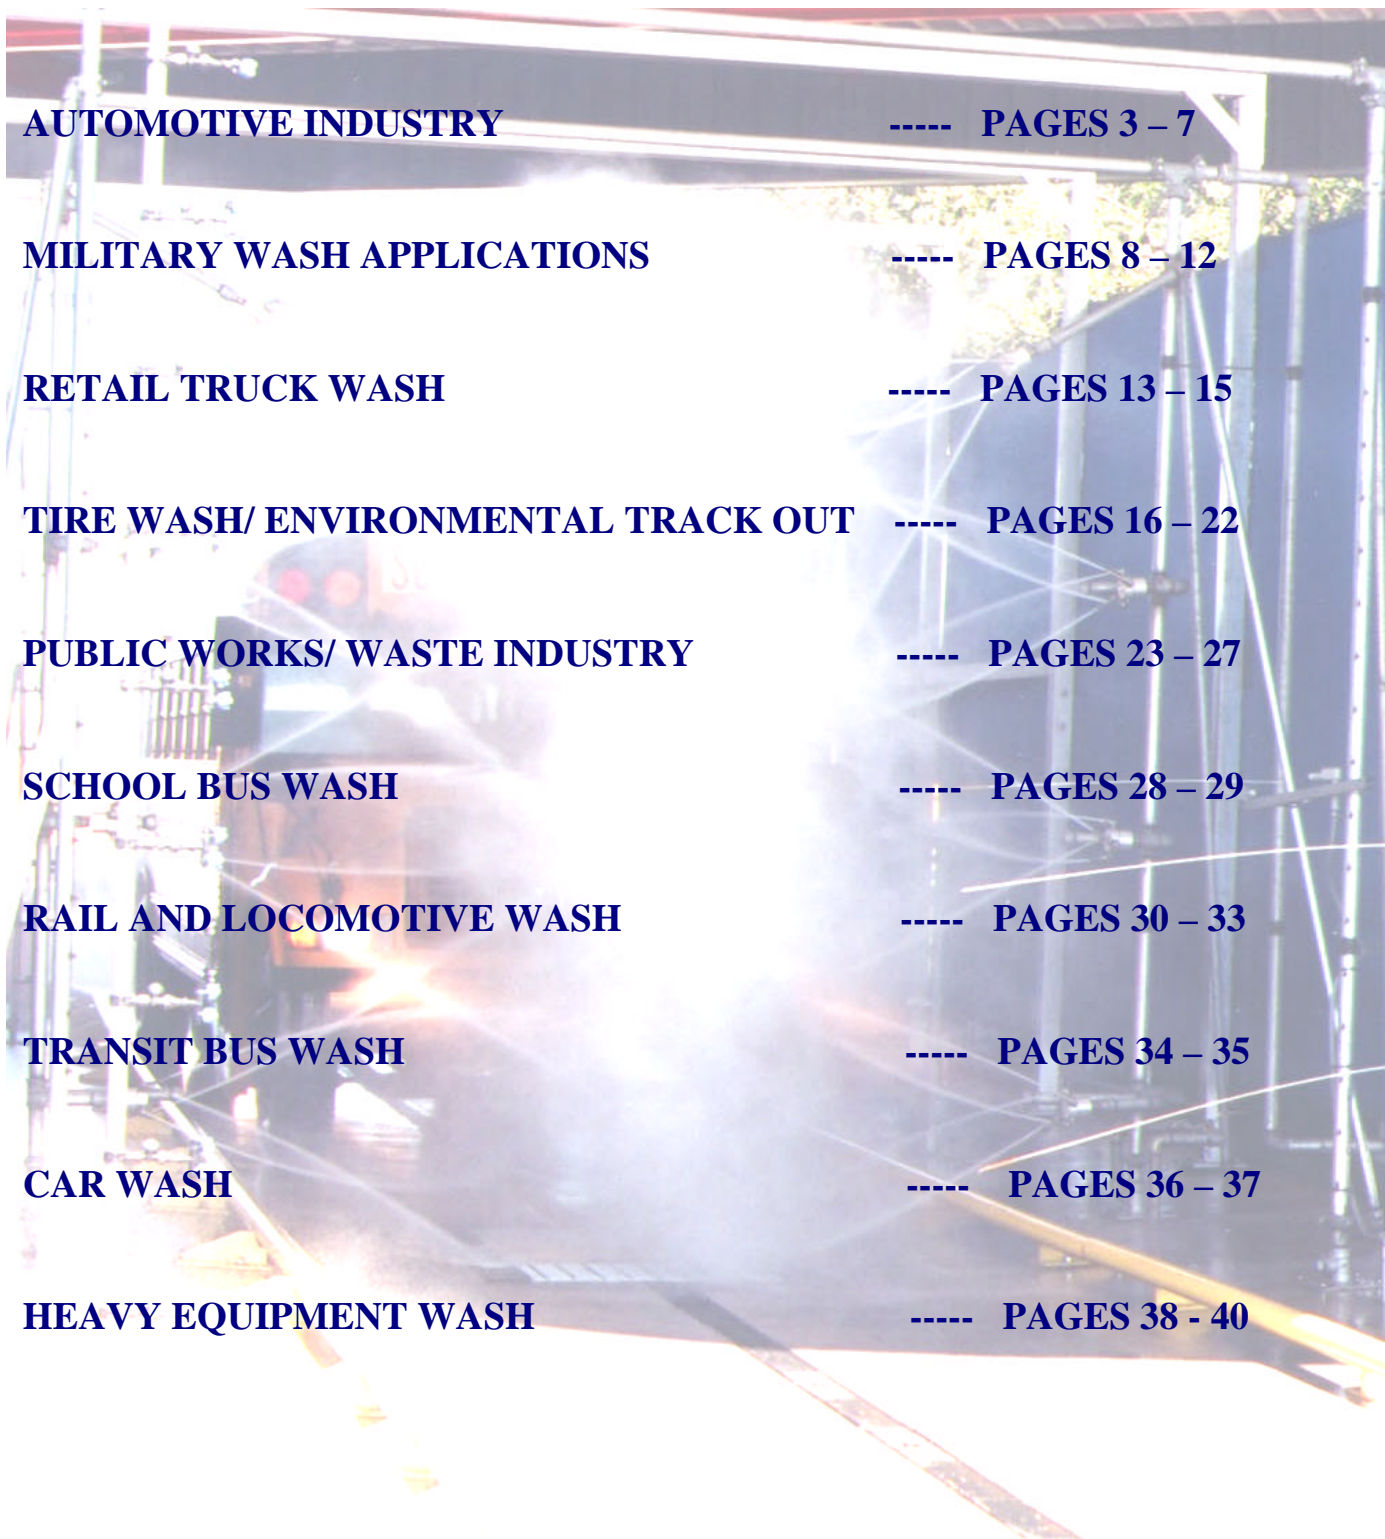 AUTOMOTIVE INDUSTRY ----- PAGES 3 – 7
MILITARY WASH APPLICATIONS ----- PAGES 8 – 12
RETAIL TRUCK WASH ----- PAGES 13 – 15
TIRE WASH/ ENVIRONMENTAL TRACK OUT ----- PAGES 16 – 22
PUBLIC WORKS/ WASTE INDUSTRY ----- PAGES 23 – 27
SCHOOL BUS WASH ----- PAGES 28 – 29
RAIL AND LOCOMOTIVE WASH ----- PAGES 30 – 33
TRANSIT BUS WASH ----- PAGES 34 – 35
CAR WASH ----- PAGES 36 – 37
HEAVY EQUIPMENT WASH ----- PAGES 38 - 40